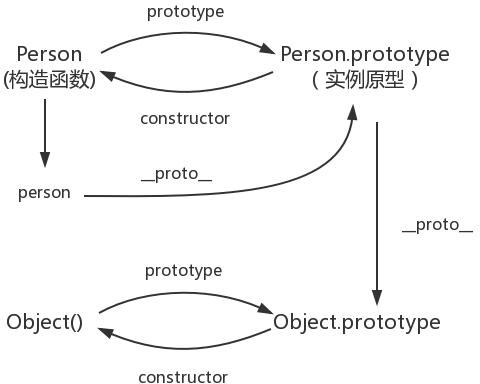 prototype
Person
(构造函数)
Person.prototype
（实例原型）
constructor
person
__proto__
__proto__
prototype
Object()
Object.prototype
constructor